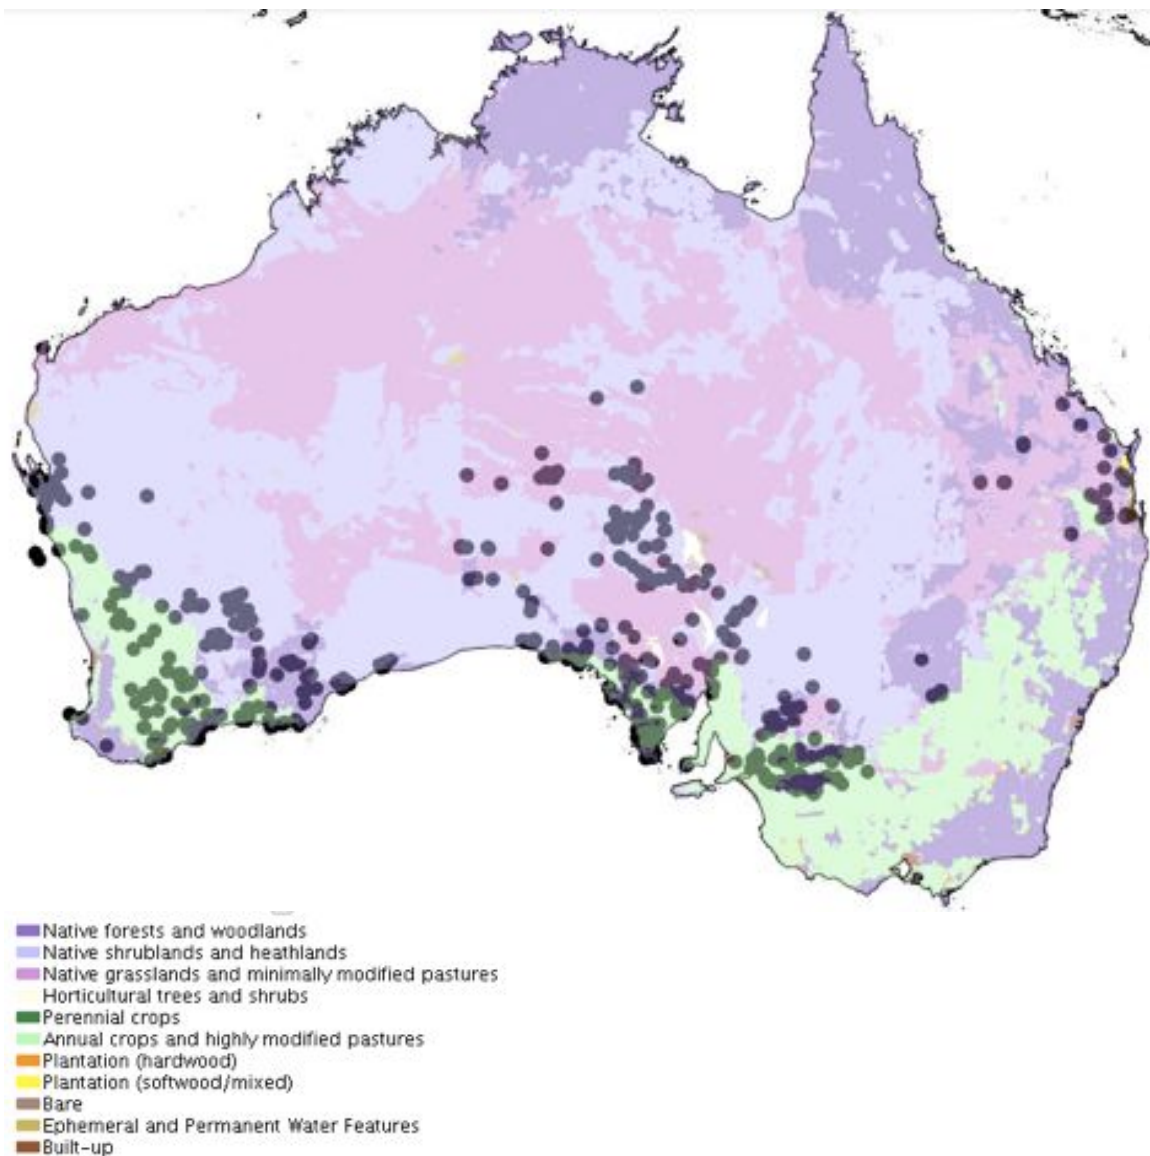 Native forests and woodlands
Native shrublands and heathlands
Native grasslands and minimally modified pastures
Horticultural trees and shrubs
Perennial crops
Annual crops and highly modified pastures
Plantation (hardwood)
Plantation (softwood/mixed)
Bare
Ephemeral and Permanent Water Features
Built-up